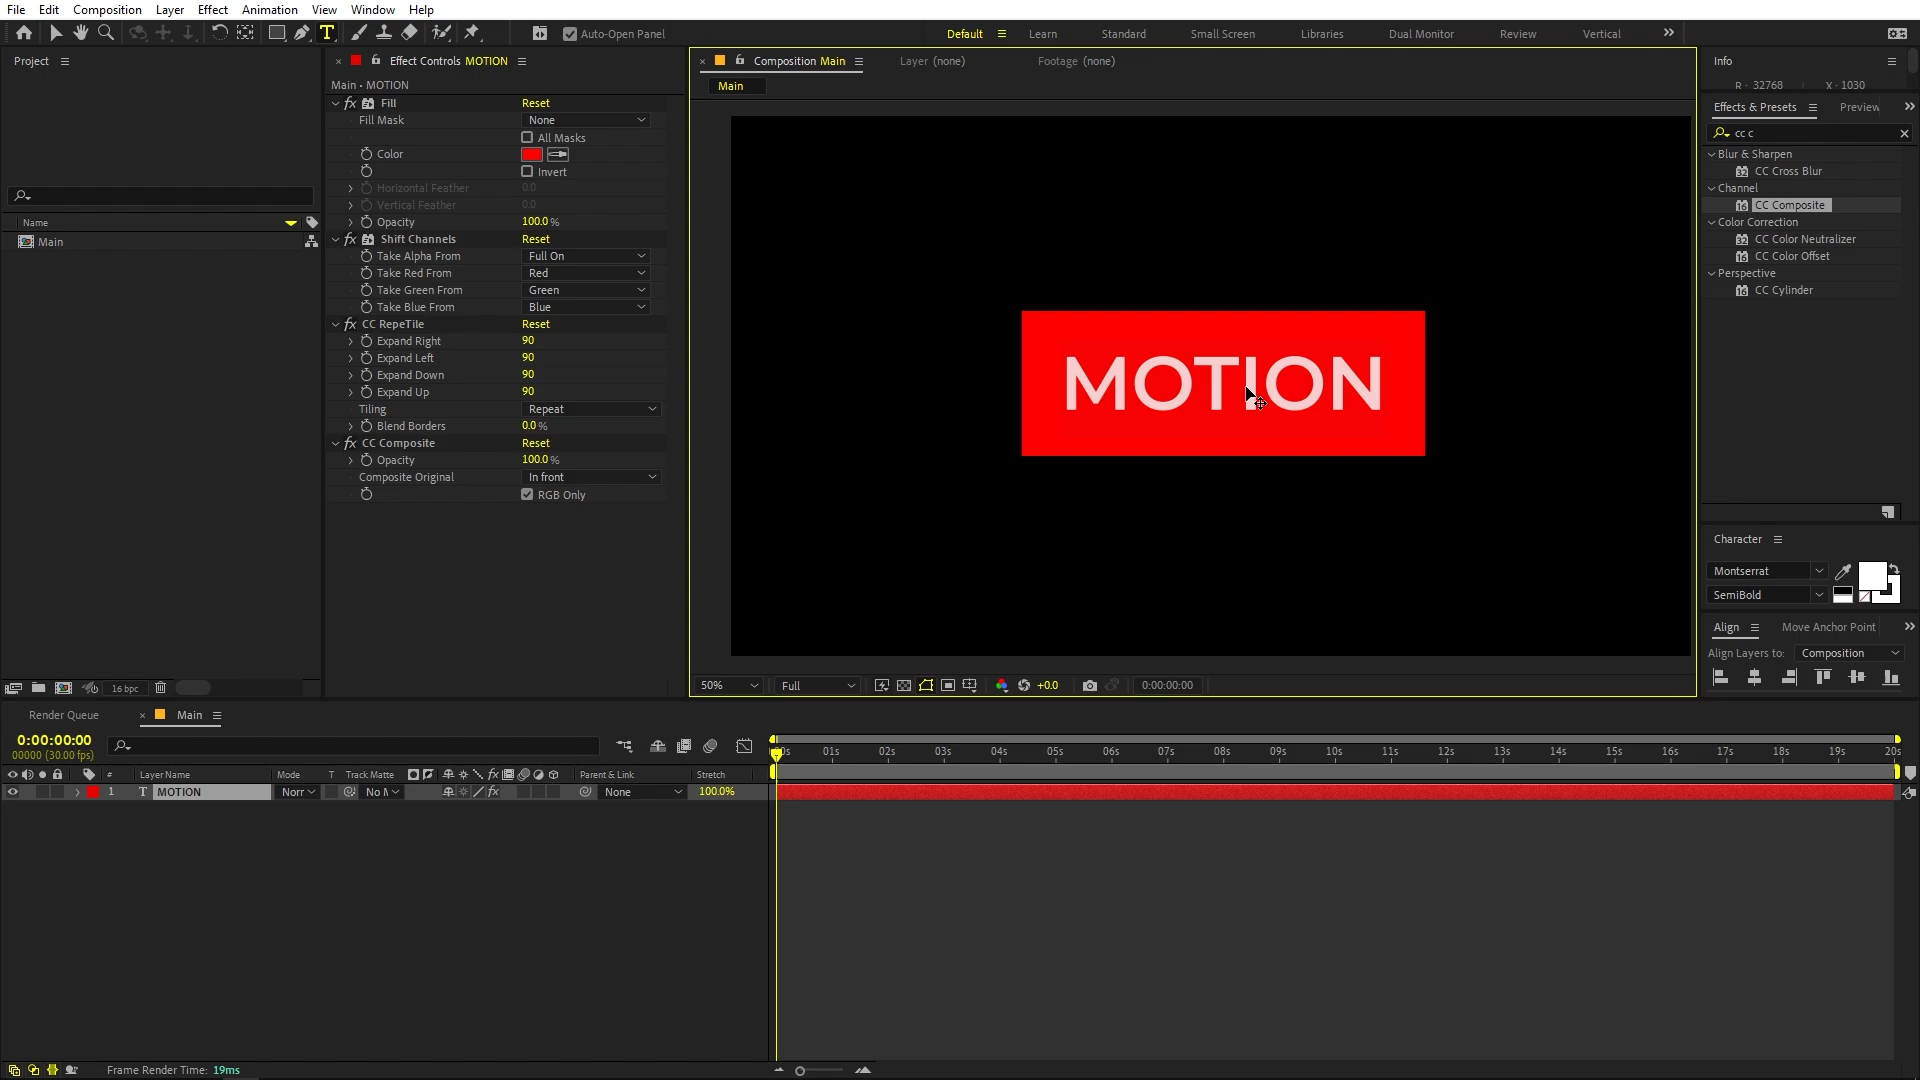 File Edit Composition Layer Effect Animation View Window Help
T Auto-Open Panel Default Learn Standard Small Screen Libraries Dual Monitor Review Vertical
Project
Name
Main
16 bpc
Effect Controls MOTION
Main • MOTION
fx Fill Reset
Fill Mask None
All Masks
Color
Invert
Horizontal Feather 0.0
Vertical Feather 0.0
Opacity 100.0 %
fx Shift Channels Reset
Take Alpha From Full On
Take Red From Red
Take Green From Green
Take Blue From Blue
fx CC RepeTile Reset
Expand Right 90
Expand Left 90
Expand Down 90
Expand Up 90
Tiling Repeat
Blend Borders 0.0 %
fx CC Composite Reset
Opacity 100.0 %
Composite Original In front
RGB Only
Composition Main Layer (none) Footage (none)
Main
MOTION
50% Full +0.0 0:00:00:00
Info
R - 32768 X - 1030
Effects & Presets Preview
cc c
Blur & Sharpen
32 CC Cross Blur
Channel
16 CC Composite
Color Correction
32 CC Color Neutralizer
16 CC Color Offset
Perspective
16 CC Cylinder
Character
Montserrat
SemiBold
Align Move Anchor Point
Align Layers to: Composition
Render Queue Main
0:00:00:00
00000 (30.00 fps)
# Layer Name Mode T Track Matte fx Parent & Link Stretch
1 T MOTION Norr No fx None 100.0%
00s 01s 02s 03s 04s 05s 06s 07s 08s 09s 10s 11s 12s 13s 14s 15s 16s 17s 18s 19s 20s
Frame Render Time: 19ms